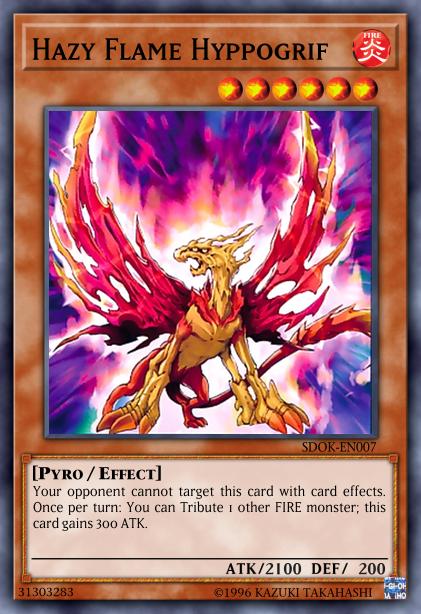 HAZY FLAME HYPPOGRIF
FIRE
炎
SDOK-EN007
[PYRO / EFFECT]
Your opponent cannot target this card with card effects.
Once per turn: You can Tribute 1 other FIRE monster; this
card gains 300 ATK.
ATK/2100 DEF/ 200
31303283
©1996 KAZUKI TAKAHASHI